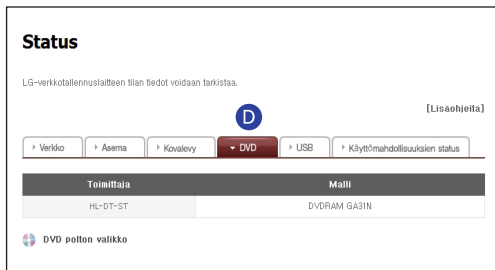 Status
LG-verkkotallennuslaitteen tilan tiedot voidaan tarkistaa.
[Lisäohjeita]
D
Verkko Asema Kovalevy DVD USB Käyttömahdollisuuksien status
Toimittaja Malli
HL-DT-ST DVDRAM GA31N
DVD polton valikko